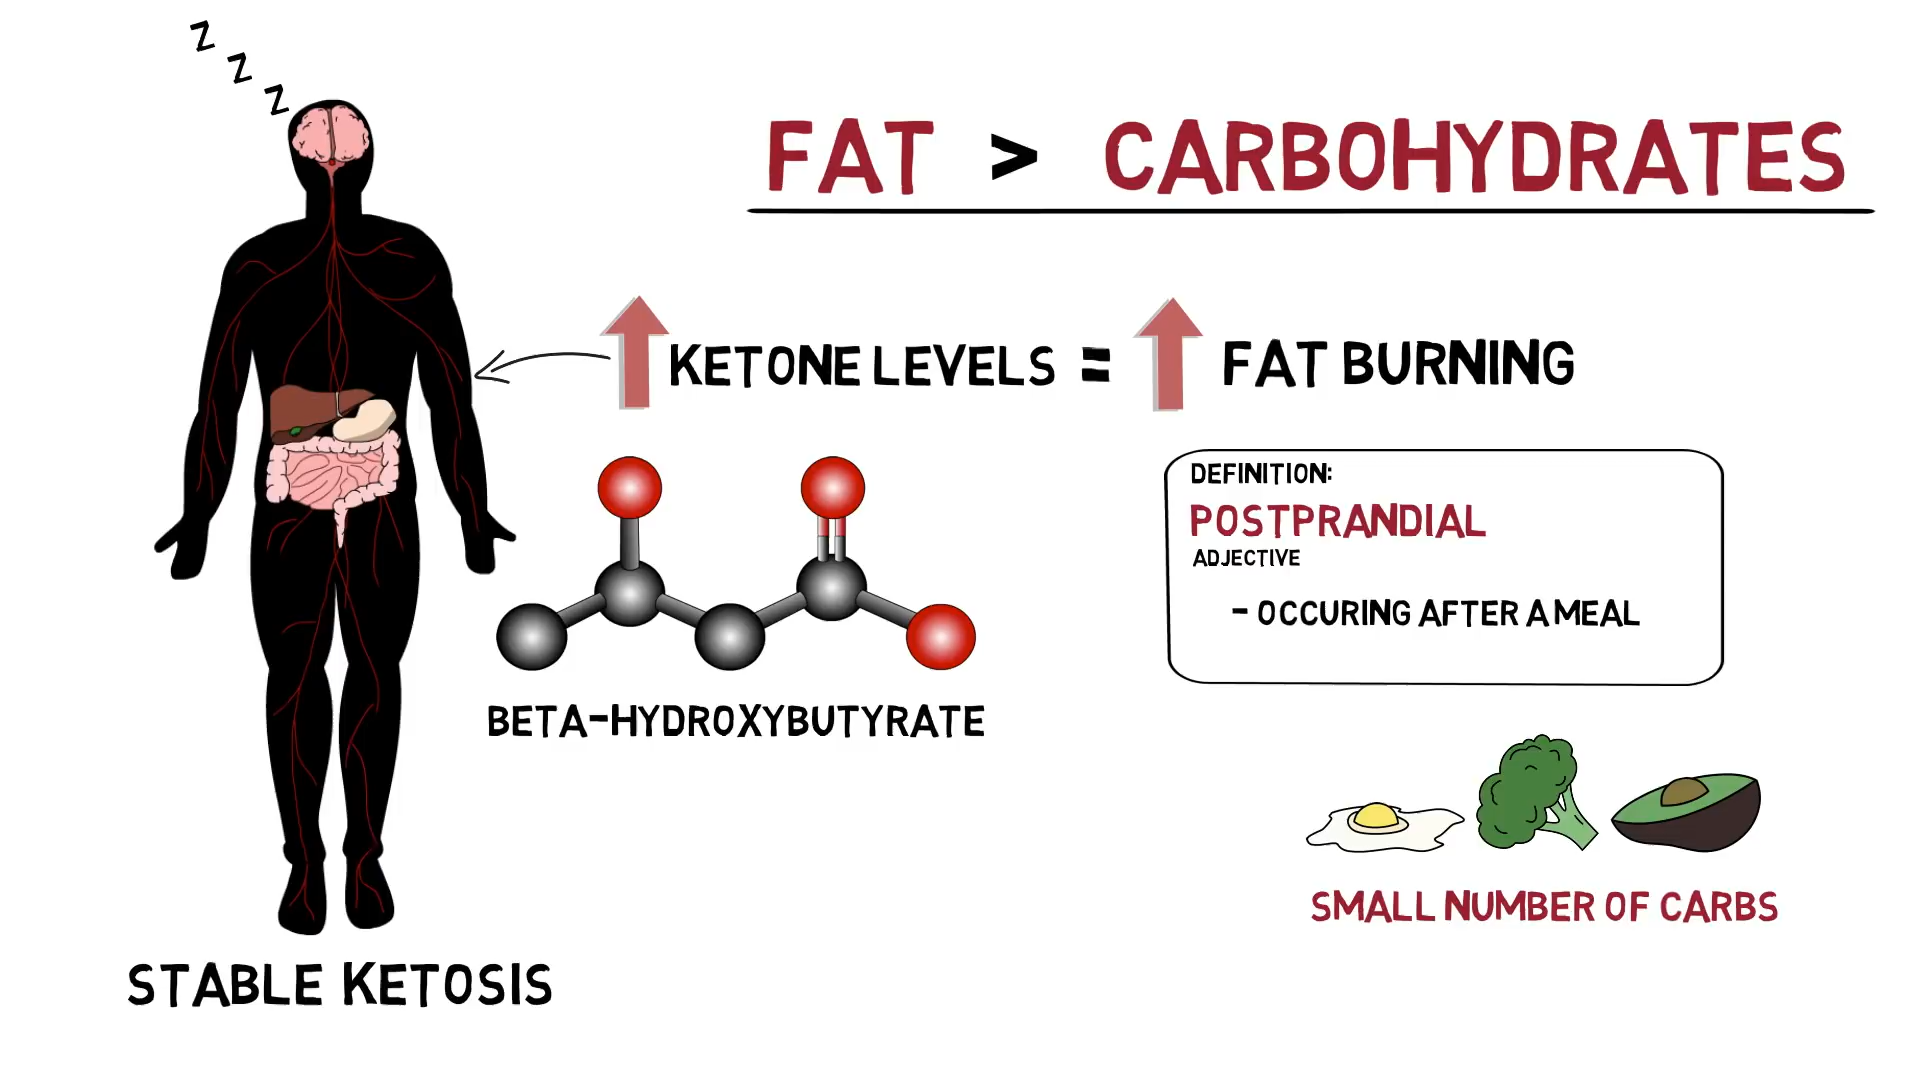 Z
Z
Z
FAT > CARBOHYDRATES
KETONE LEVELS = FAT BURNING
DEFINITION:
POSTPRANDIAL
ADJECTIVE
- OCCURING AFTER A MEAL
BETA-HYDROXYBUTYRATE
SMALL NUMBER OF CARBS
STABLE KETOSIS